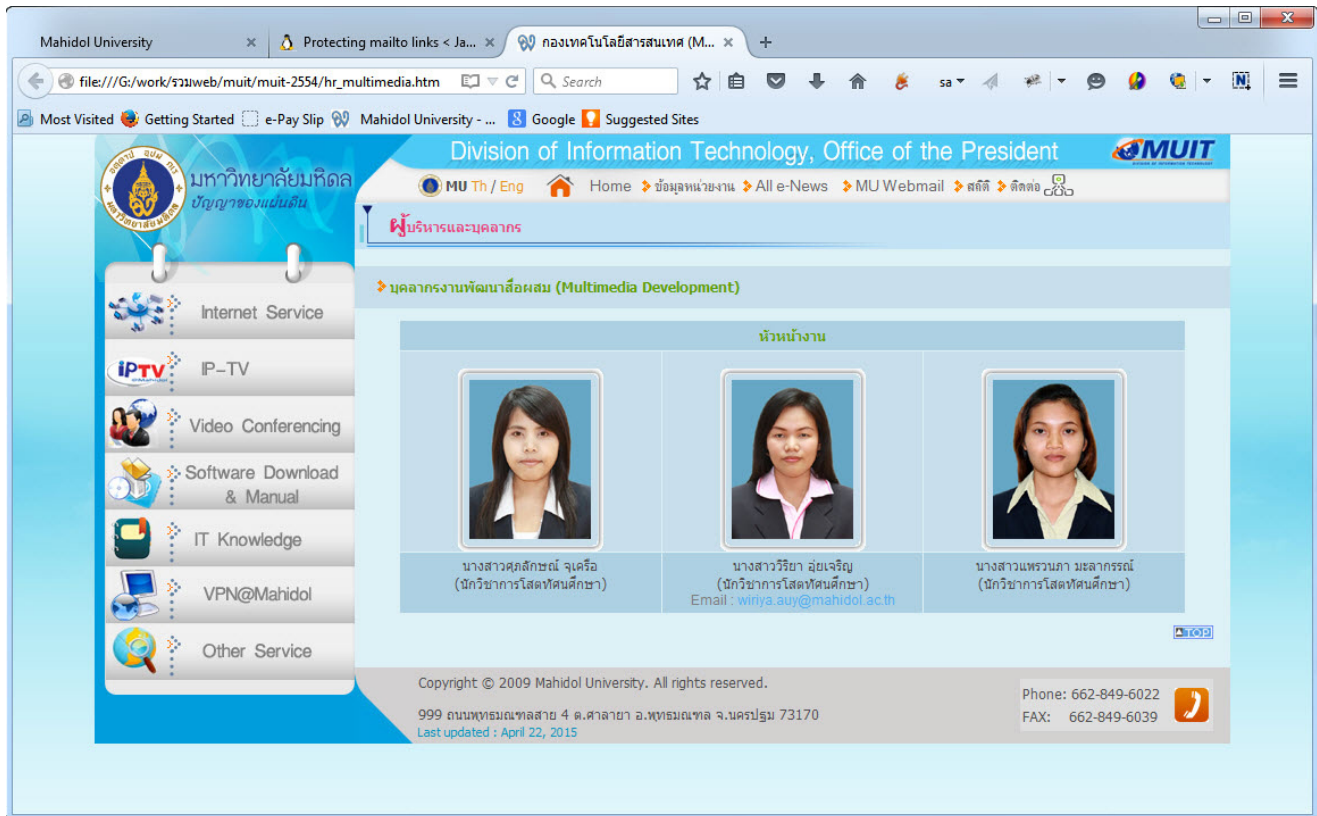 Mahidol University
Protecting mailto links < Ja...
กองเทคโนโลยีสารสนเทศ (M...
file:///G:/work/รวมweb/muit/muit-2554/hr_multimedia.htm
Search
sa
Most Visited Getting Started e-Pay Slip Mahidol University - ... Google Suggested Sites
มหาวิทยาลัยมหิดล
ปัญญาของแผ่นดิน
Division of Information Technology, Office of the President
MUIT
MU Th / Eng Home ข้อมูลหน่วยงาน All e-News MU Webmail สถิติ ติดต่อ
ผู้บริหารและบุคลากร
บุคลากรงานพัฒนาสื่อผสม (Multimedia Development)
Internet Service
IPTV
IP-TV
Video Conferencing
Software Download
& Manual
IT Knowledge
VPN@Mahidol
Other Service
หัวหน้างาน
นางสาวศุภลักษณ์ จุเครือ
(นักวิชาการโสตทัศนศึกษา)
นางสาววิริยา อุ่ยเจริญ
(นักวิชาการโสตทัศนศึกษา)
Email : wiriya.auy@mahidol.ac.th
นางสาวแพรวนภา มะลากรรณ์
(นักวิชาการโสตทัศนศึกษา)
TOP
Copyright © 2009 Mahidol University. All rights reserved.
999 ถนนพุทธมณฑลสาย 4 ต.ศาลายา อ.พุทธมณฑล จ.นครปฐม 73170
Last updated : April 22, 2015
Phone: 662-849-6022
FAX: 662-849-6039